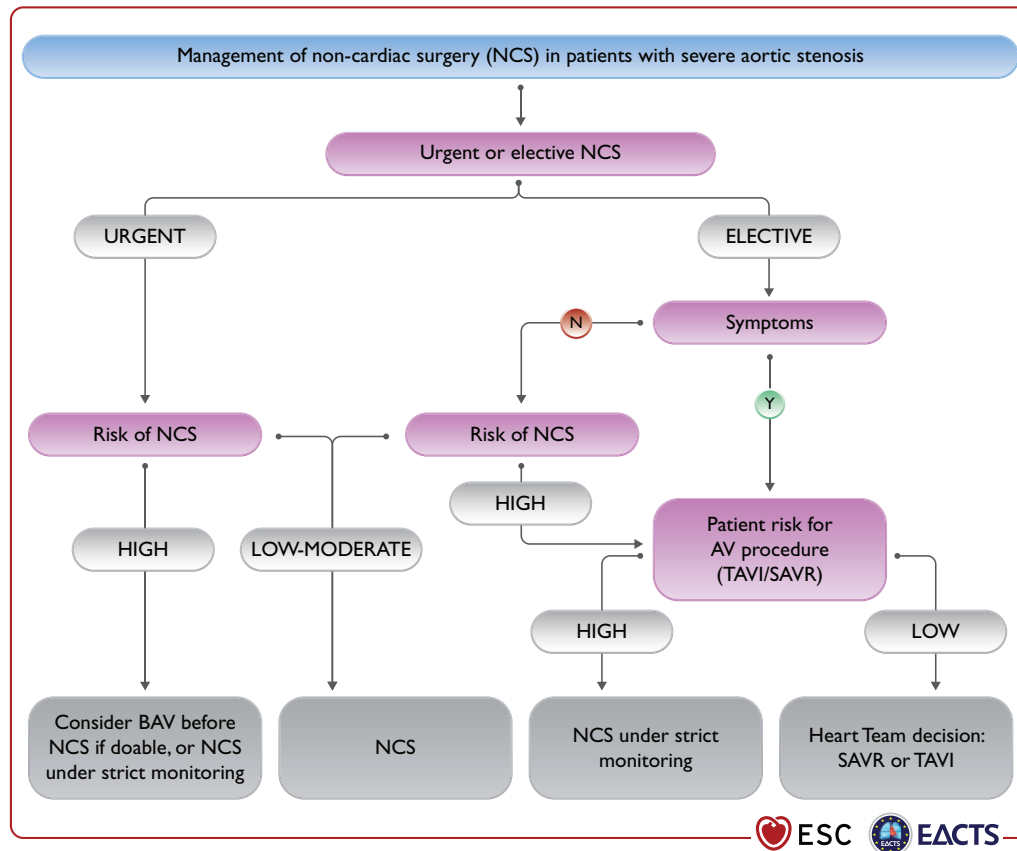 Management of non-cardiac surgery (NCS) in patients with severe aortic stenosis
Urgent or elective NCS
URGENT
ELECTIVE
N
Symptoms
Y
Risk of NCS
Risk of NCS
HIGH
Patient risk for
AV procedure
(TAVI/SAVR)
HIGH
LOW-MODERATE
HIGH
LOW
Consider BAV before
NCS if doable, or NCS
under strict monitoring
NCS
NCS under strict
monitoring
Heart Team decision:
SAVR or TAVI
ESC
EACTS
EACTS